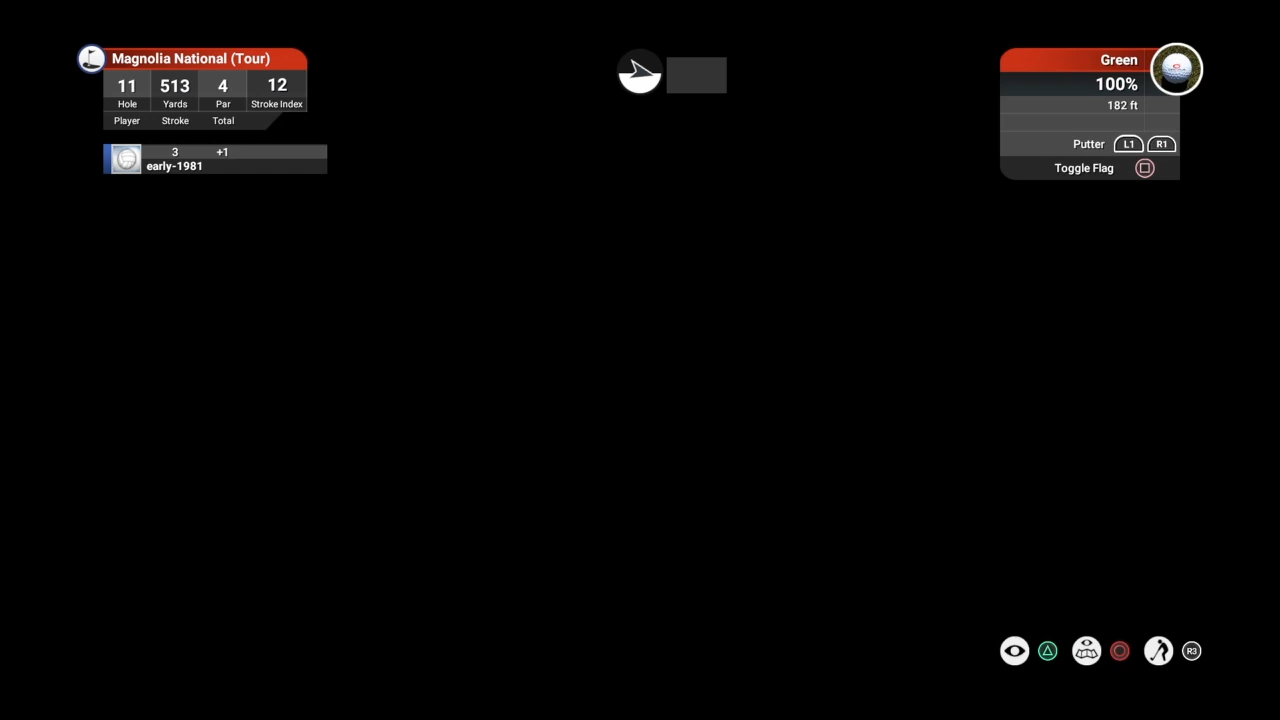 Magnolia National (Tour)
11 513 4 12
Hole Yards Par Stroke Index
Player Stroke Total
3 +1
early-1981
Green
100%
182 ft
Putter L1 R1
Toggle Flag
R3